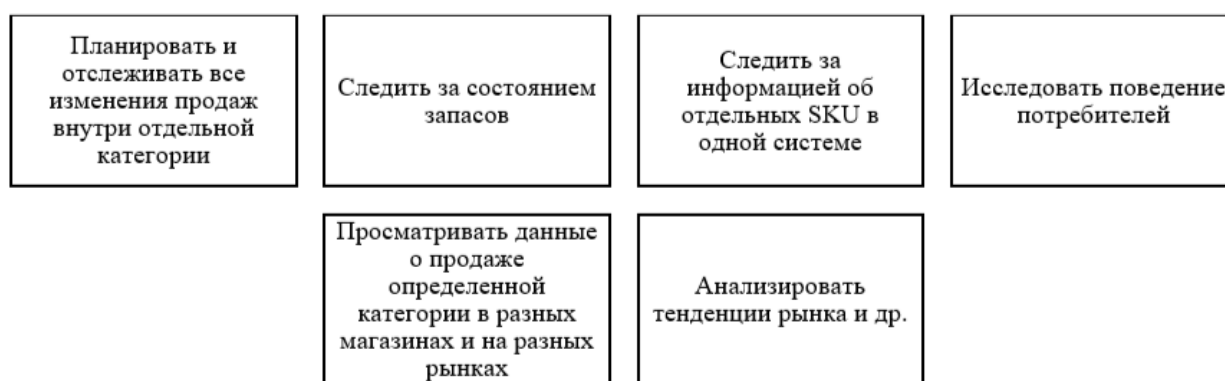 Планировать и
отслеживать все
изменения продаж
внутри отдельной
категории
Следить за состоянием
запасов
Следить за
информацией об
отдельных SKU в
одной системе
Исследовать поведение
потребителей
Просматривать данные
о продаже
определенной
категории в разных
магазинах и на разных
рынках
Анализировать
тенденции рынка и др.